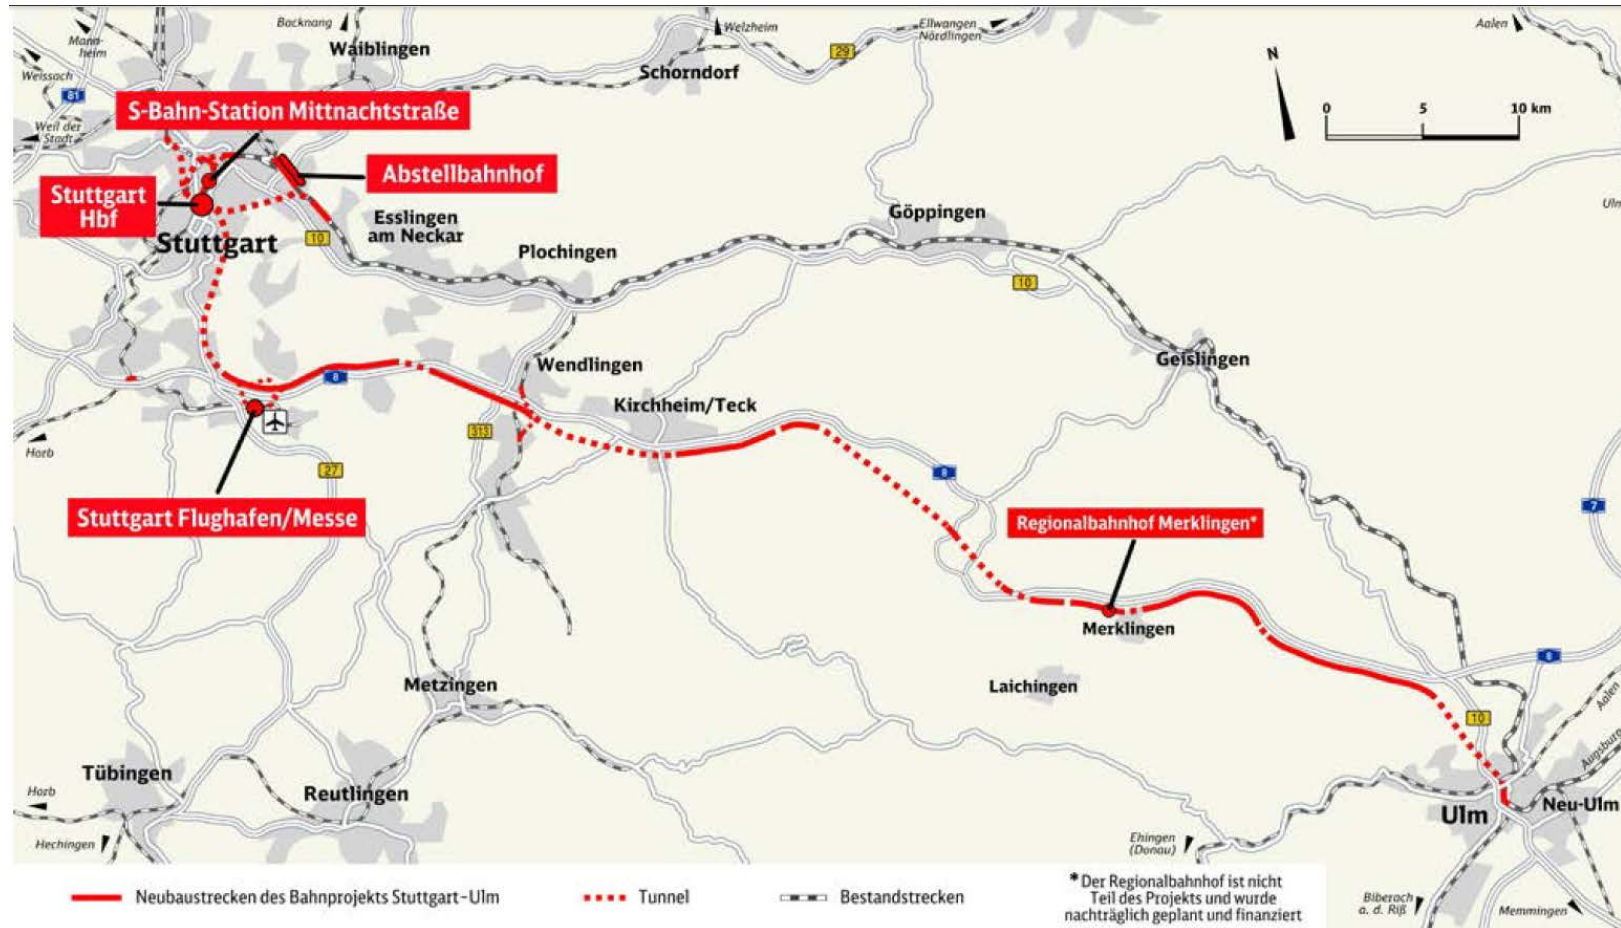 Backnang
Mann-
heim
Weissach
81
Waiblingen
Welzheim
Schorndorf
29
Ellwangen
Nördlingen
Aalen
N
0 5 10 km
S-Bahn-Station Mittnachtstraße
Weil der
Stadt
Abstellbahnhof
Stuttgart
Hbf
Stuttgart
Esslingen
am Neckar
10
Plochingen
Göppingen
10
Ulm
Geislingen
Wendlingen
8
Kirchheim/Teck
313
Horb
27
8
7
Stuttgart Flughafen/Messe
Regionalbahnhof Merklingen*
Merklingen
8
Metzingen
Laichingen
Aalen
10
Augsburg
Tübingen
Horb
Reutlingen
Hechingen
Ulm
Neu-Ulm
Ehingen
(Donau)
Biberach
a. d. Riß
Memmingen
Neubaustrecken des Bahnprojekts Stuttgart-Ulm
Tunnel
Bestandstrecken
*Der Regionalbahnhof ist nicht
Teil des Projekts und wurde
nachträglich geplant und finanziert